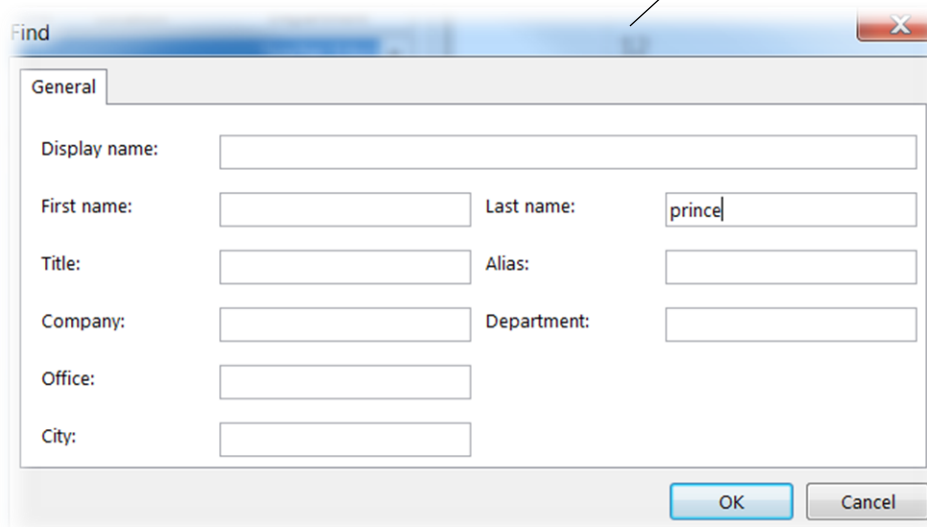 Find
General
Display name:
First name:
Last name: prince
Title:
Alias:
Company:
Department:
Office:
City:
OK
Cancel